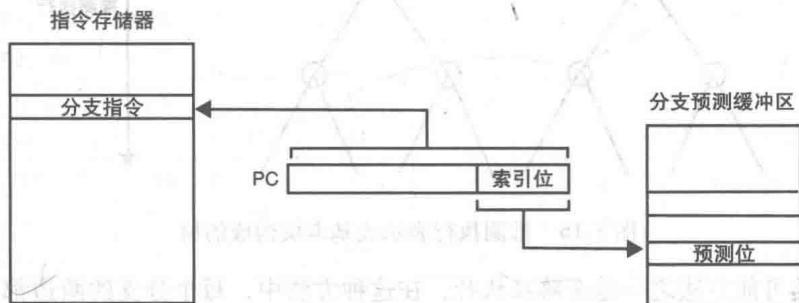 指令存储器
分支指令
分支预测缓冲区
PC
索引位
预测位